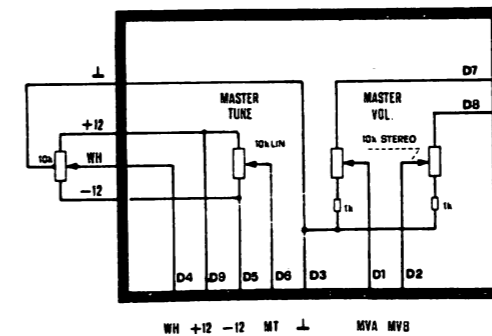 ⊥
D7
MASTER TUNE
MASTER VOL.
D8
+12
10k LIN
10k STEREO
10k
WH
-12
1k
1k
D4
D9
D5
D6
D3
D1
D2
WH +12 -12 MT ⊥ MVA MVB